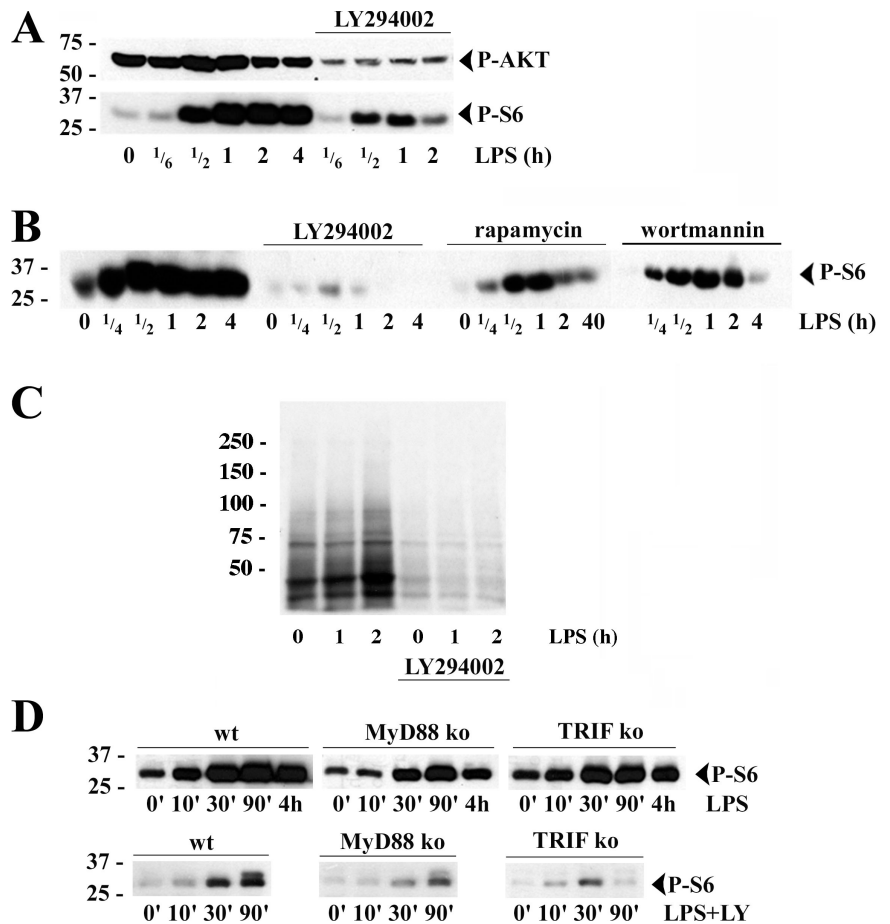 A
LY294002
75 -
50 -
P-AKT
37 -
25 -
P-S6
0 1/6 1/2 1 2 4 1/6 1/2 1 2 LPS (h)
B
LY294002 rapamycin wortmannin
37 -
25 -
P-S6
0 1/4 1/2 1 2 4 0 1/4 1/2 1 2 4 0 1/4 1/2 1 2 40 1/4 1/2 1 2 4 LPS (h)
C
250 -
150 -
100 -
75 -
50 -
0 1 2 0 1 2 LPS (h)
LY294002
D
wt MyD88 ko TRIF ko
37 -
25 -
P-S6
0' 10' 30' 90' 4h 0' 10' 30' 90' 4h 0' 10' 30' 90' 4h LPS
wt MyD88 ko TRIF ko
37 -
25 -
P-S6
0' 10' 30' 90' 0' 10' 30' 90' 0' 10' 30' 90' LPS+LY